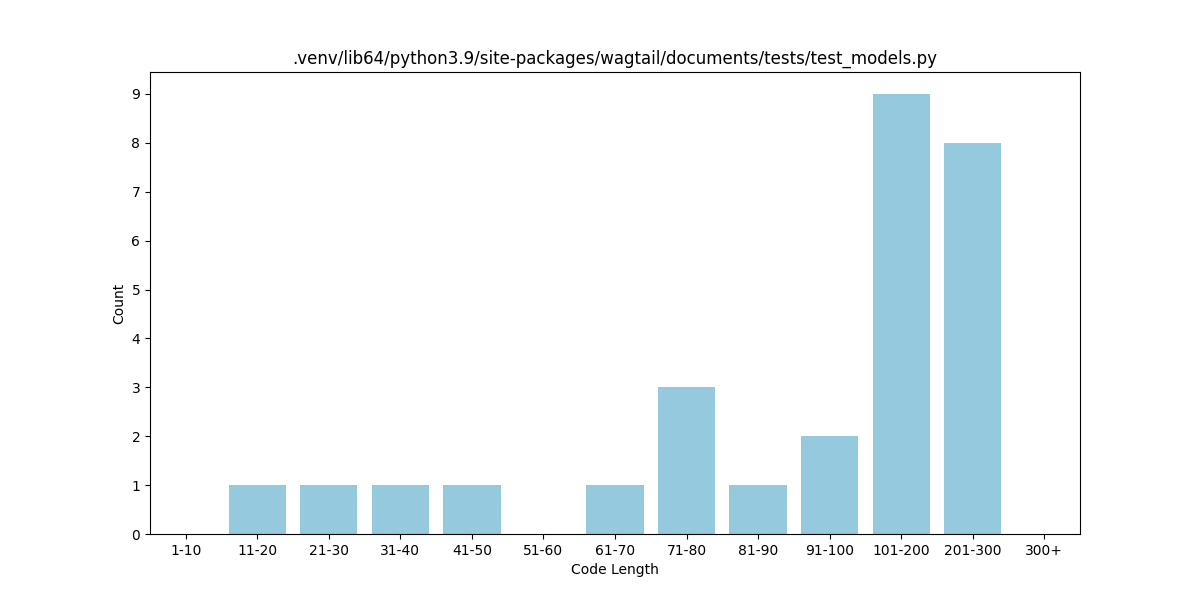 .venv/lib64/python3.9/site-packages/wagtail/documents/tests/test_models.py
9
8
7
6
5
4
3
2
1
0
Count
1-10 11-20 21-30 31-40 41-50 51-60 61-70 71-80 81-90 91-100 101-200 201-300 300+
Code Length